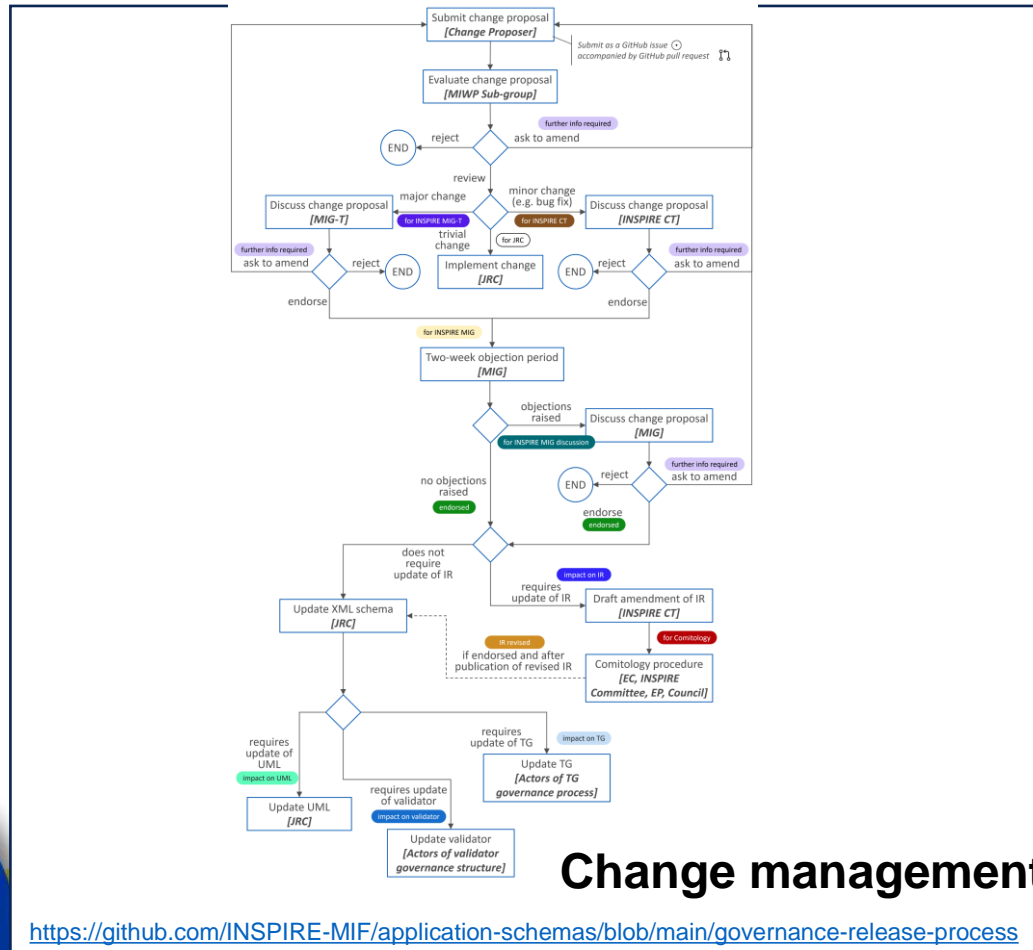 Submit change proposal
[Change Proposer]
Submit as a GitHub issue
accompanied by GitHub pull request
Evaluate change proposal
[MIWP Sub-group]
further info required
reject
ask to amend
END
review
major change
minor change
(e.g. bug fix)
Discuss change proposal
[MIG-T]
for INSPIRE MIG-T
for INSPIRE CT
Discuss change proposal
[INSPIRE CT]
trivial
change
for JRC
further info required
ask to amend
reject
END
Implement change
[JRC]
END
reject
further info required
ask to amend
endorse
endorse
for INSPIRE MIG
Two-week objection period
[MIG]
objections
raised
for INSPIRE MIG discussion
Discuss change proposal
[MIG]
no objections
raised
endorsed
END
reject
further info required
ask to amend
endorse
endorsed
does not
require
update of IR
impact on IR
requires
update of IR
Draft amendment of IR
[INSPIRE CT]
Update XML schema
[JRC]
for Comitology
IR revised
if endorsed and after
publication of revised IR
Comitology procedure
[EC, INSPIRE
Committee, EP, Council]
requires
update of
UML
impact on UML
requires
update of TG
impact on TG
Update TG
[Actors of TG
governance process]
requires update
of validator
impact on validator
Update UML
[JRC]
Update validator
[Actors of validator
governance structure]
Change management
https://github.com/INSPIRE-MIF/application-schemas/blob/main/governance-release-process